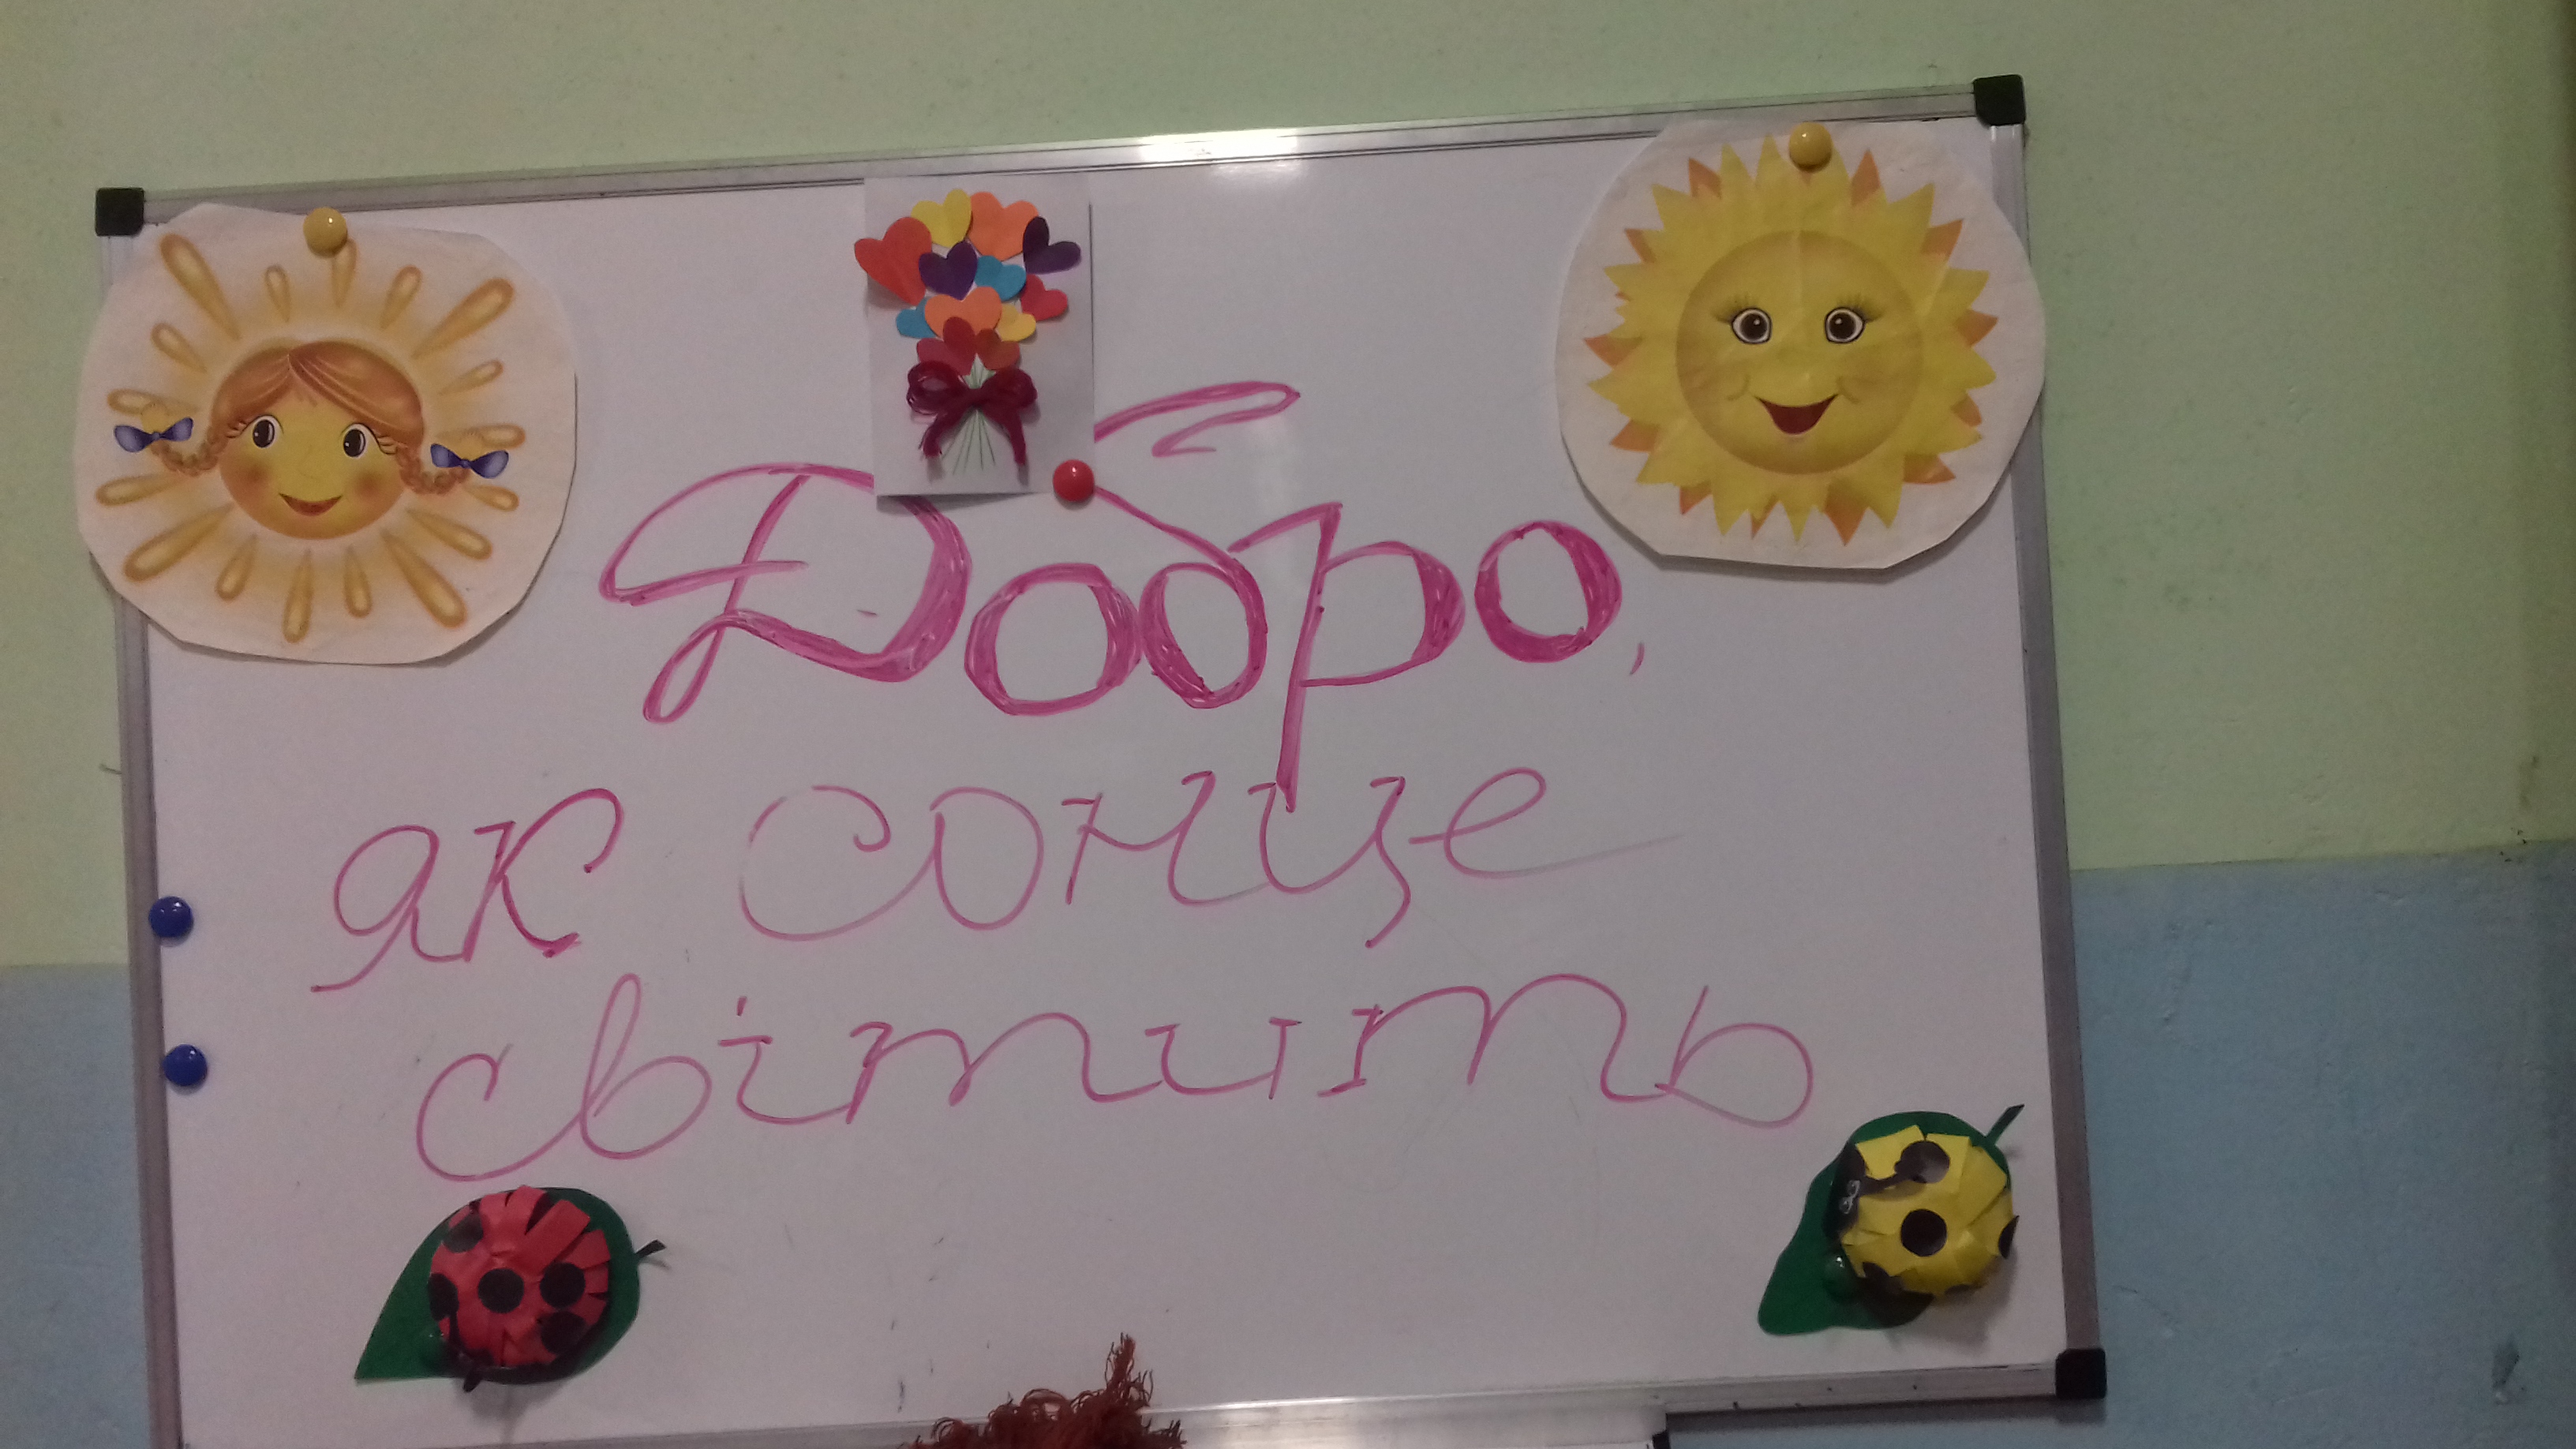 Добро,
як сонце
світить